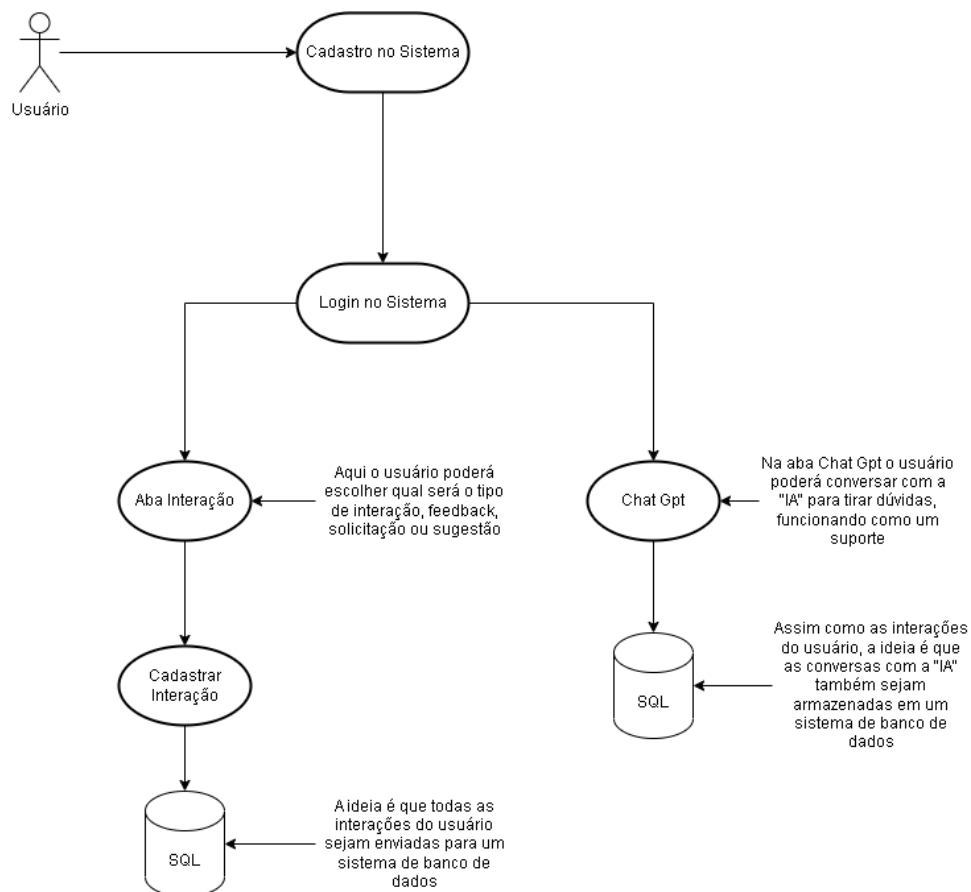 Cadastro no Sistema
Usuário
Login no Sistema
Aba Interação
Aqui o usuário poderá
escolher qual será o tipo
de interação, feedback,
solicitação ou sugestão
Chat Gpt
Na aba Chat Gpt o usuário
poderá conversar com a
"IA" para tirar dúvidas,
funcionando como um
suporte
Cadastrar
Interação
SQL
Assim como as interações
do usuário, a ideia é que
as conversas com a "IA"
também sejam
armazenadas em um
sistema de banco de
dados
SQL
A ideia é que todas as
interações do usuário
sejam enviadas para um
sistema de banco de
dados